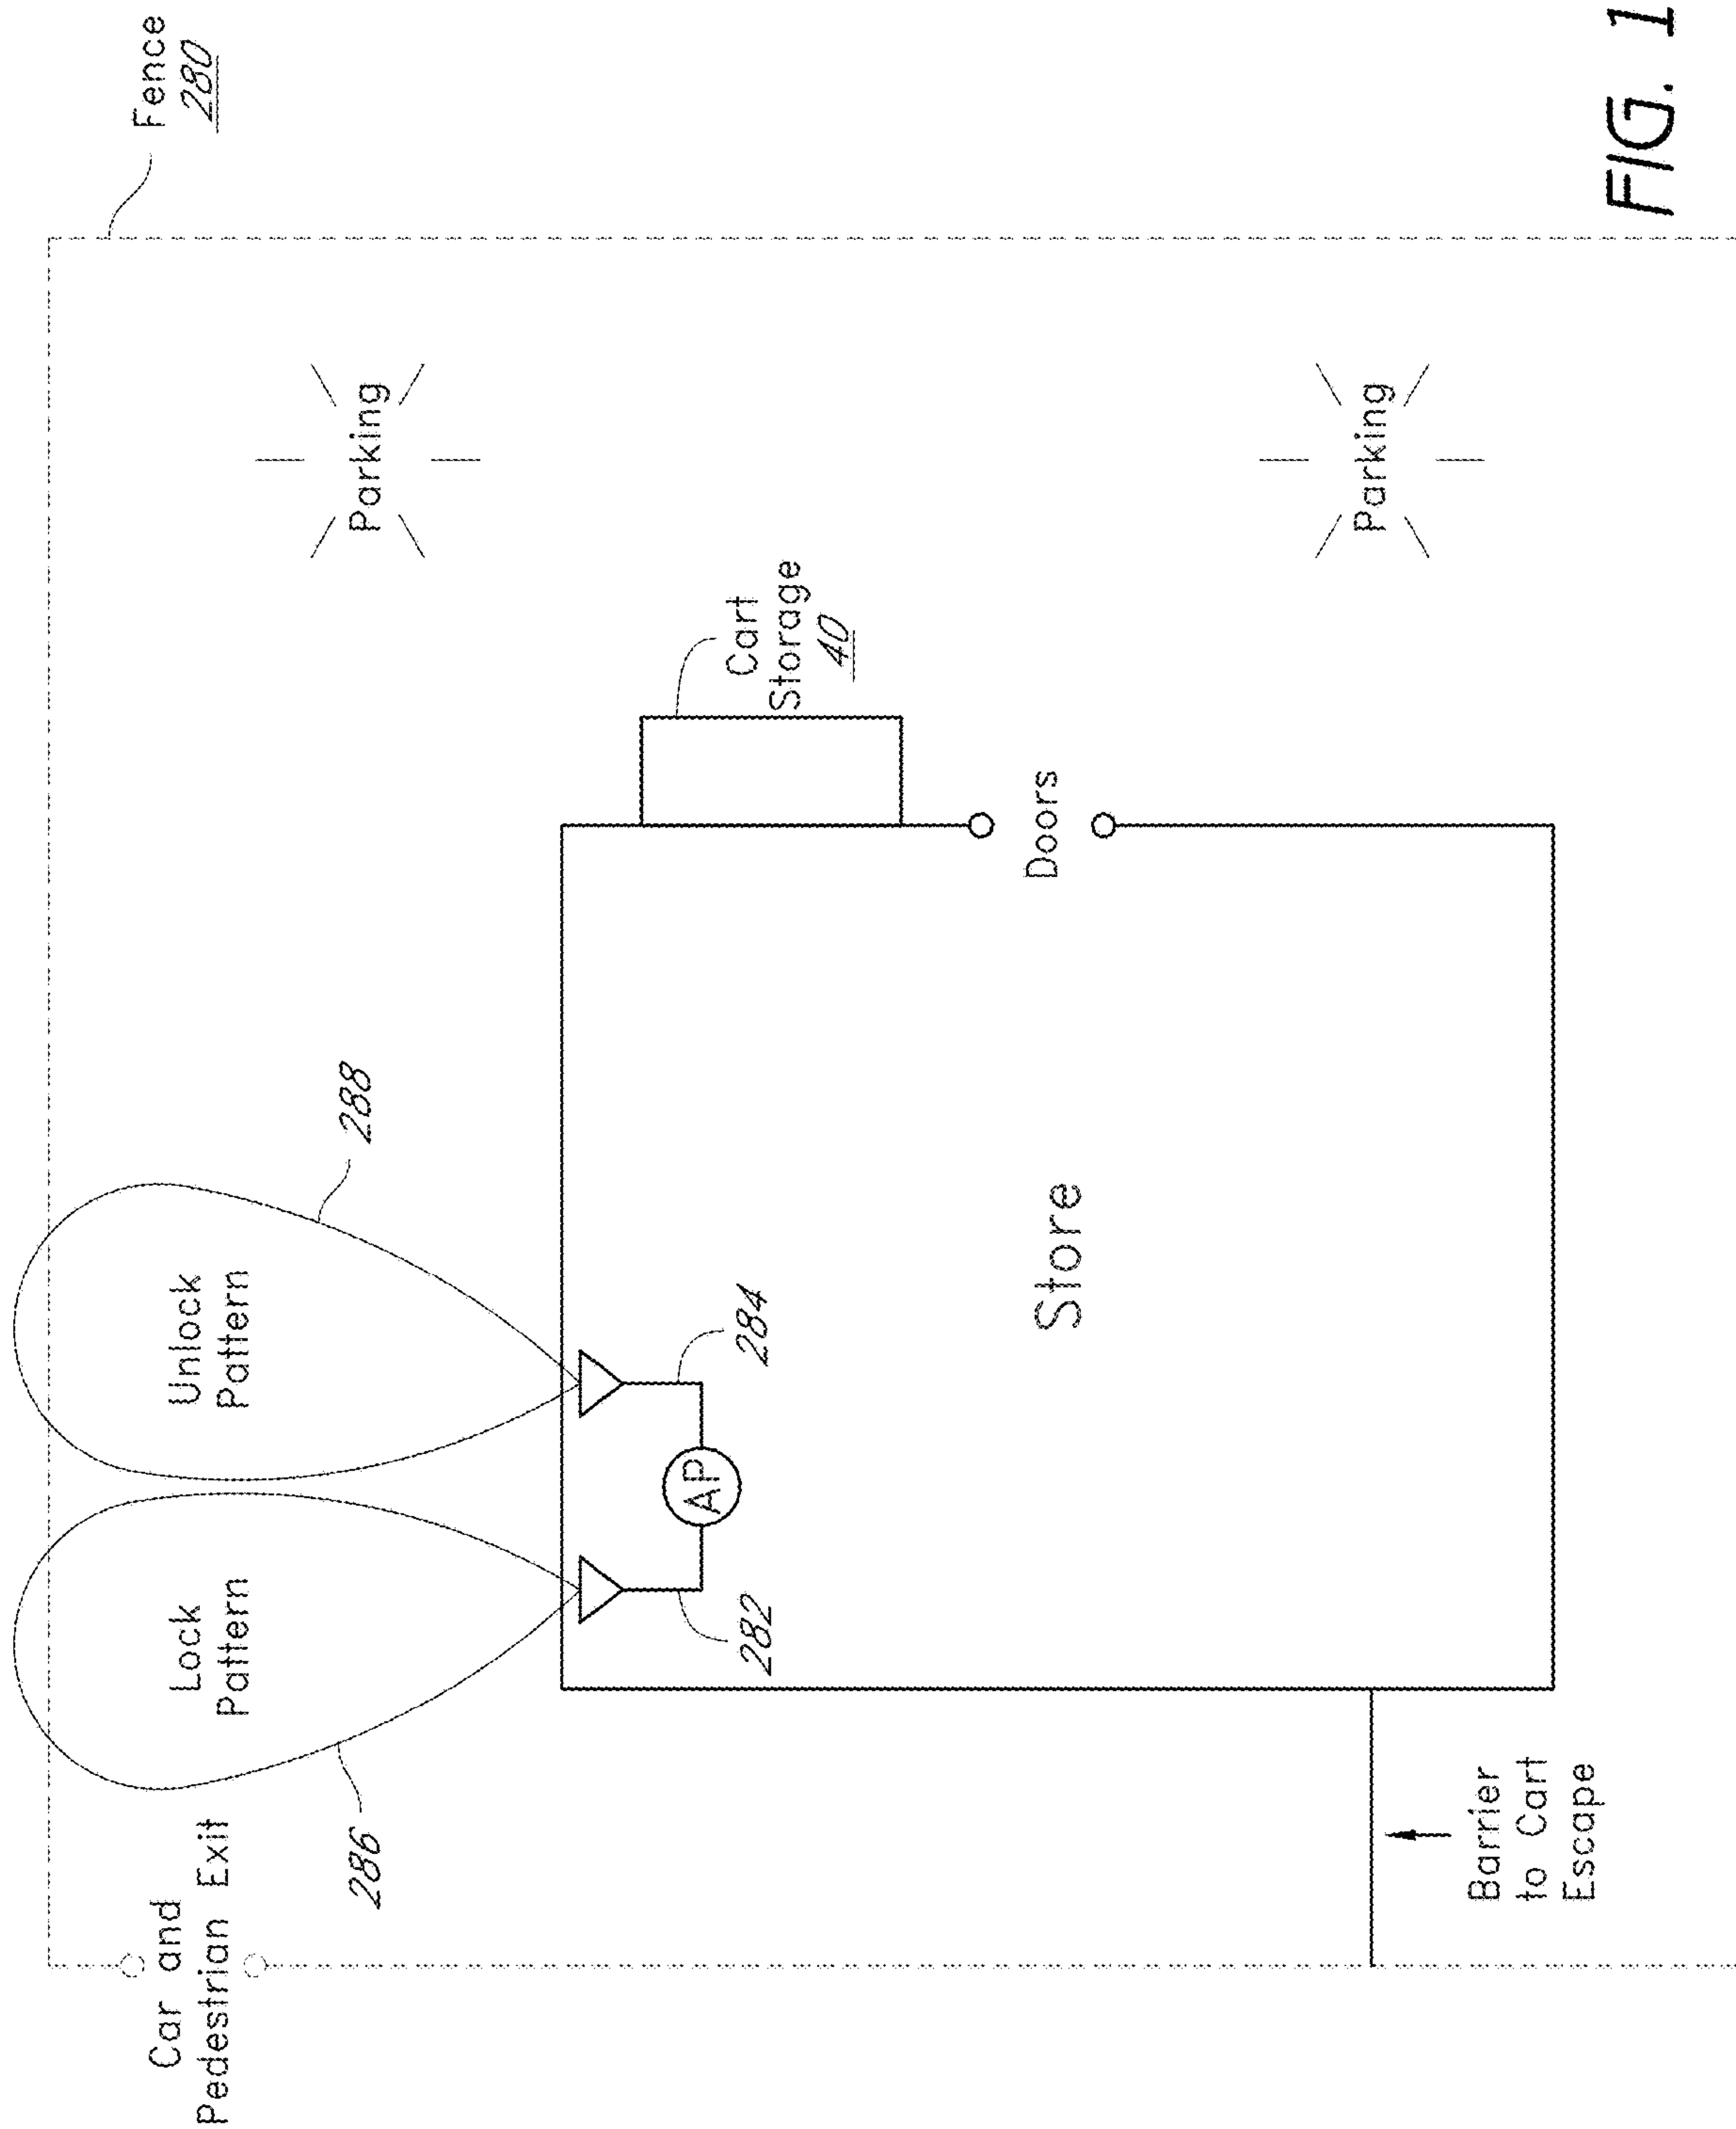 Car and
Pedestrian Exit
Lock
Pattern
Unlock
Pattern
Fence
280
286
288
Parking
AP
282
284
Cart
Storage
40
Store
Doors
Parking
Barrier
to Cart
Escape
FIG. 1